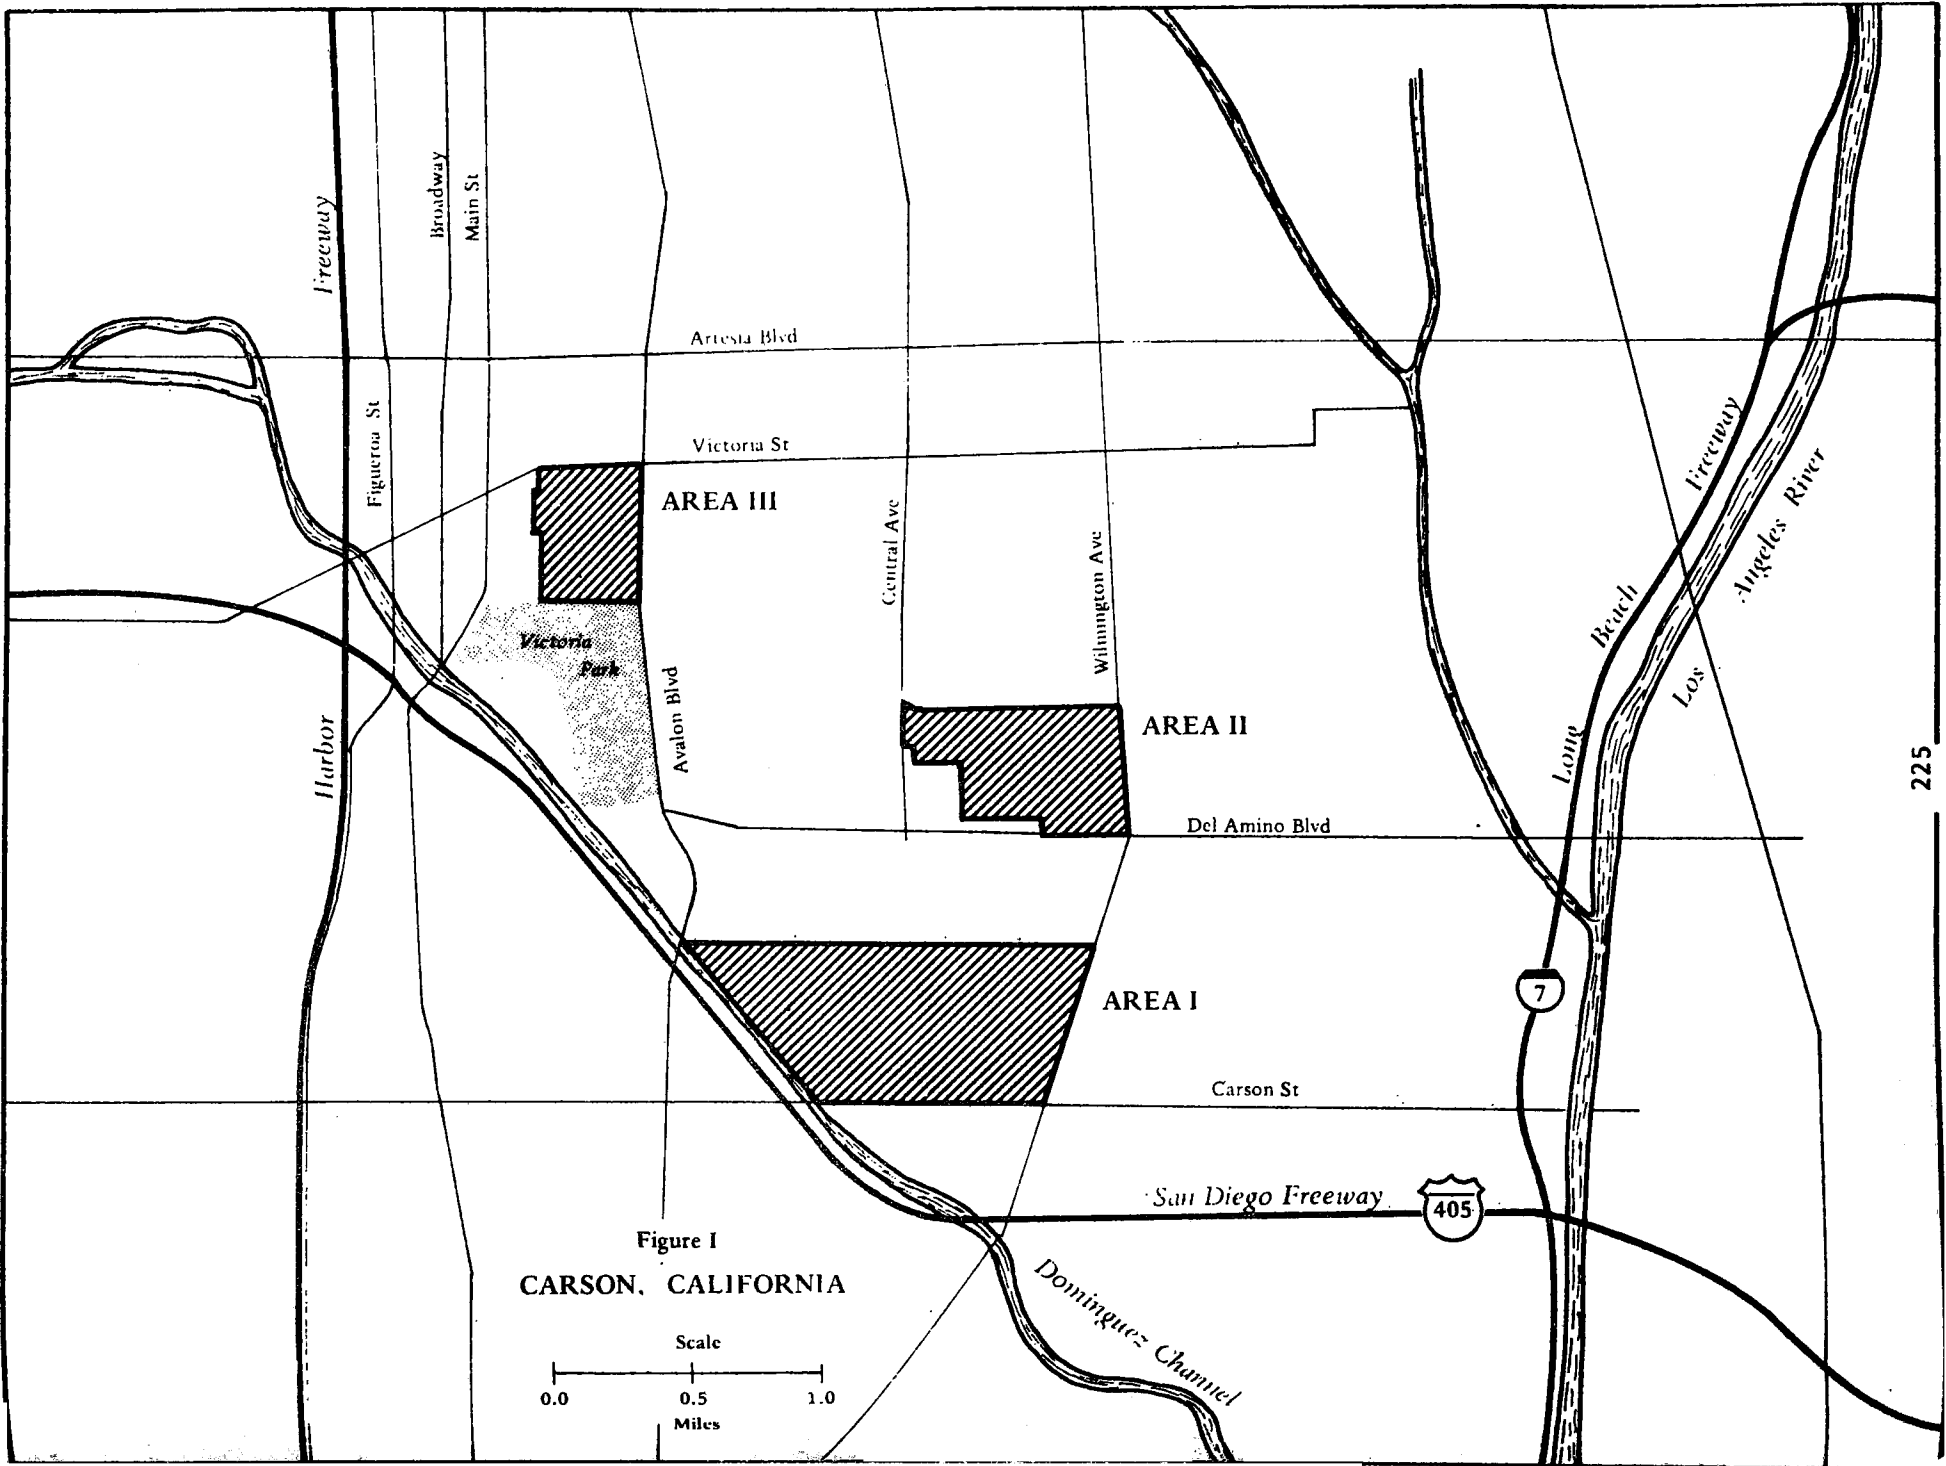 Freeway
Broadway
Main St
Artesia Blvd
Figueroa St
Victoria St
AREA III
Central Ave
Wilmington Ave
Freeway
Angeles River
Beach
Los
Victoria
Park
Avalon Blvd
AREA II
Harbor
Long
225
Del Amino Blvd
AREA I
7
Carson St
San Diego Freeway
405
Figure I
CARSON, CALIFORNIA
Dominguez Channel
Scale
0.0 0.5 1.0
Miles